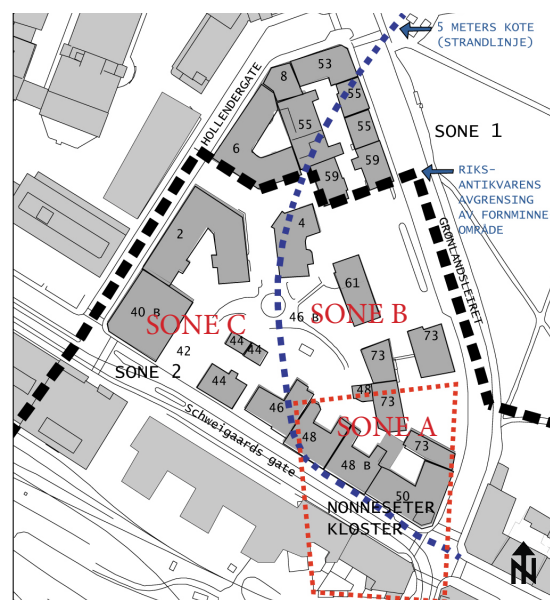 5 METERS KOTE
(STRANDLINJE)
53
8
HOLLENDERGATE
55
55
6
55
SONE 1
59
59
RIKS-
ANTIKVARENS
AVGRENSING
AV FORNMINNE
OMRÅDE
GRØNLANDSLEIRET
2
4
61
40 B
SONE C
46 B
SONE B
73
44
44
42
73
SONE 2
44
48
73
46
SONE A
48
73
Schweigaards gate
48 B
50
NONNESETER
KLOSTER
N